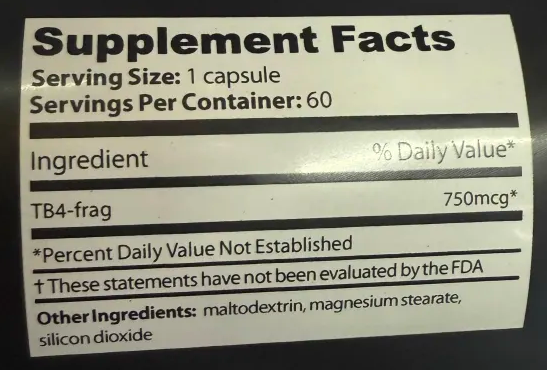 Supplement Facts
Serving Size: 1 capsule
Servings Per Container: 60
Ingredient % Daily Value*
TB4-frag 750mcg*
*Percent Daily Value Not Established
† These statements have not been evaluated by the FDA
Other Ingredients: maltodextrin, magnesium stearate,
silicon dioxide